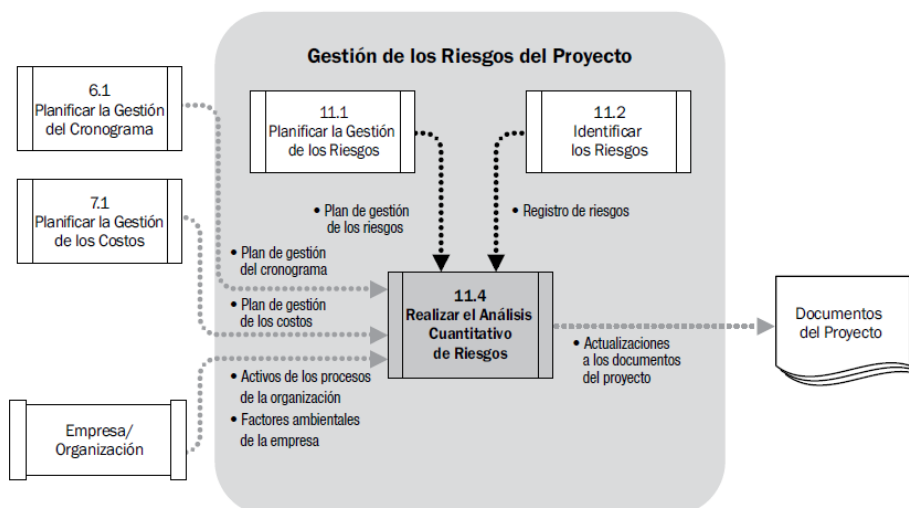 Gestión de los Riesgos del Proyecto
6.1
Planificar la Gestión
del Cronograma
11.1
Planificar la Gestión
de los Riesgos
11.2
Identificar
los Riesgos
7.1
Planificar la Gestión
de los Costos
• Plan de gestión
de los riesgos
• Registro de riesgos
• Plan de gestión
del cronograma
• Plan de gestión
de los costos
11.4
Realizar el Análisis
Cuantitativo
de Riesgos
Documentos
del Proyecto
• Actualizaciones
a los documentos
del proyecto
• Activos de los procesos
de la organización
• Factores ambientales
de la empresa
Empresa/
Organización